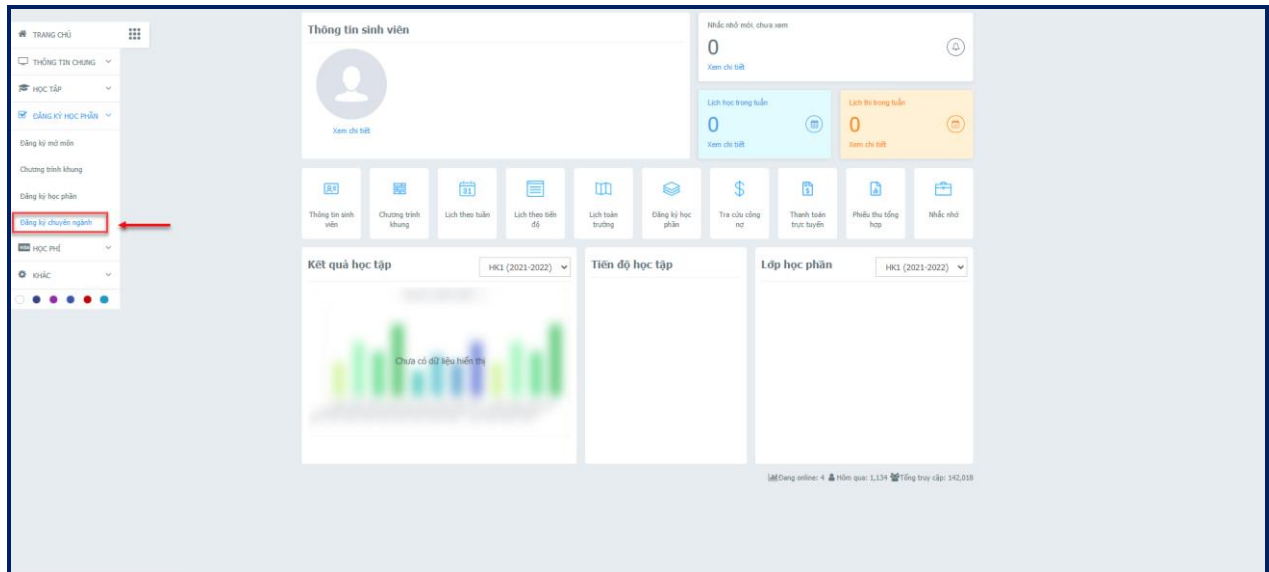 TRANG CHỦ
THÔNG TIN CHUNG
HỌC TẬP
ĐĂNG KÝ HỌC PHẦN
Đăng ký mở môn
Chương trình khung
Đăng ký học phần
Đăng ký chuyên ngành
HỌC PHÍ
KHÁC
Thông tin sinh viên
Xem chi tiết
Nhắc nhở mới, chưa xem
0
Xem chi tiết
Lịch học trong tuần
0
Xem chi tiết
Lịch thi trong tuần
0
Xem chi tiết
Thông tin sinh
viên
Chương trình
khung
31
Lịch theo tuần
Lịch theo tiến
độ
Lịch toàn
trường
Đăng ký học
phần
Tra cứu công
nợ
Thanh toán
trực tuyến
Phiếu thu tổng
hợp
Nhắc nhở
Kết quả học tập
HK1 (2021-2022)
Chưa có dữ liệu hiển thị
Tiến độ học tập
Lớp học phần
HK1 (2021-2022)
Đang online: 4 Hôm qua: 1,134 Tổng truy cập: 142,018